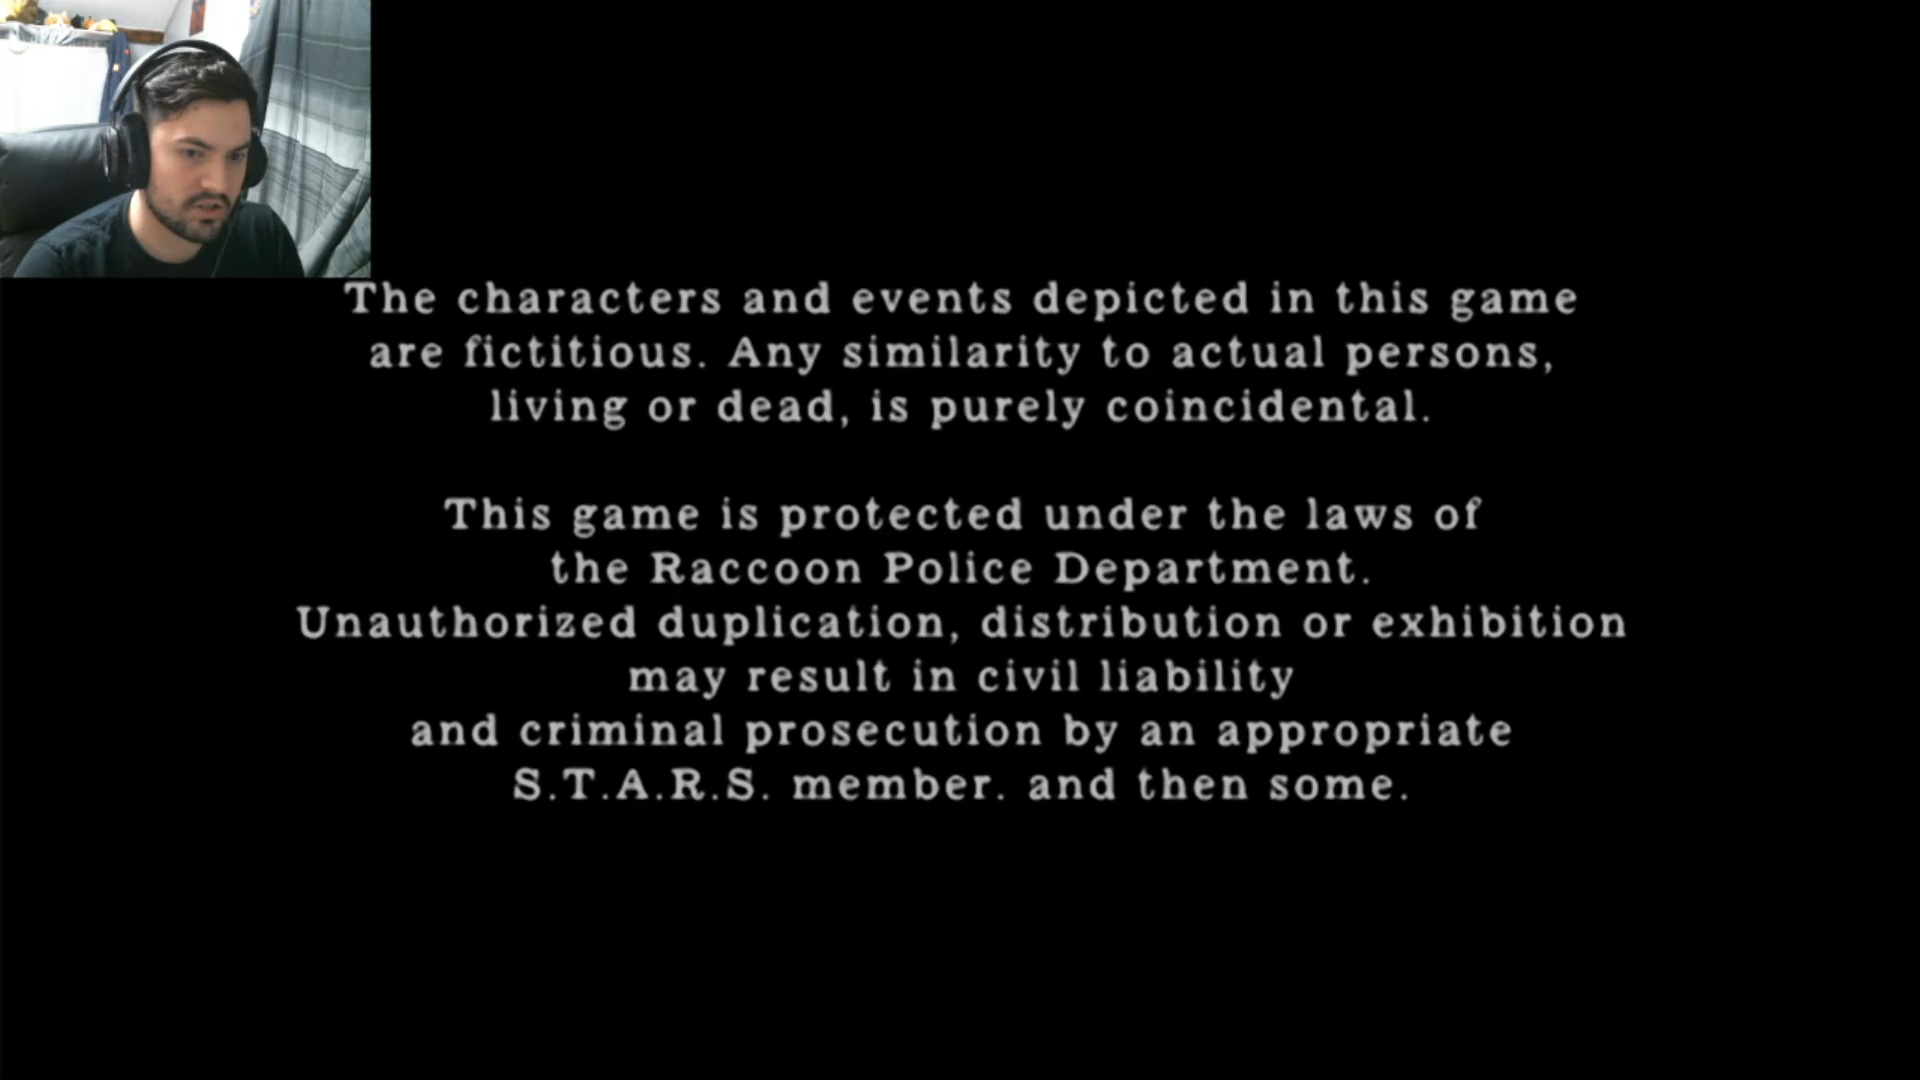 The characters and events depicted in this game
are fictitious. Any similarity to actual persons,
living or dead, is purely coincidental.
This game is protected under the laws of
the Raccoon Police Department.
Unauthorized duplication, distribution or exhibition
may result in civil liability
and criminal prosecution by an appropriate
S.T.A.R.S. member. and then some.